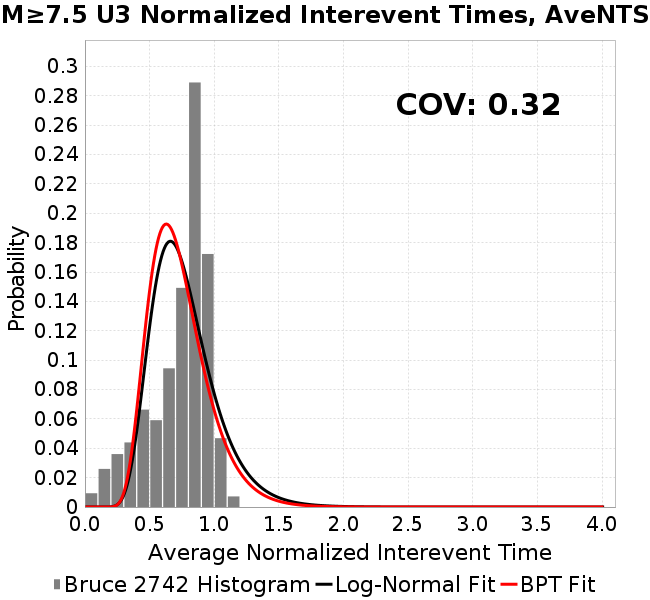 M≥7.5 U3 Normalized Interevent Times, AveNTS
COV: 0.32
0.3
0.28
0.26
0.24
0.22
0.2
0.18
0.16
0.14
0.12
0.1
0.08
0.06
0.04
0.02
0
Probability
0.0 0.5 1.0 1.5 2.0 2.5 3.0 3.5 4.0
Average Normalized Interevent Time
Bruce 2742 Histogram Log-Normal Fit BPT Fit